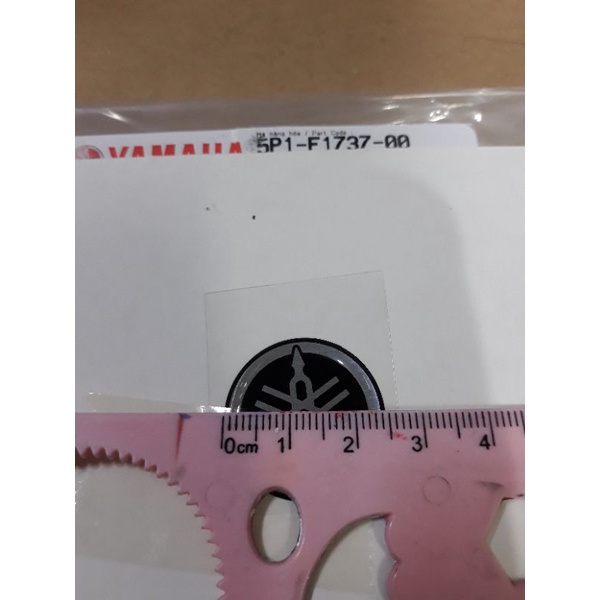 Mã hàng hóa / Part Code
YAMAHA 5P1-F1737-00
0cm 1 2 3 4